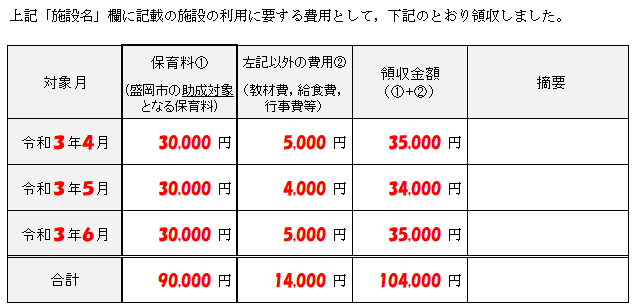 上記「施設名」欄に記載の施設の利用に要する費用として，下記のとおり領収しました。
対象月 保育料① 左記以外の費用② 領収金額 摘要
(盛岡市の助成対象 （教材費，給食費， （①+②）
となる保育料) 行事費等）
令和3年4月 30,000 円 5,000 円 35,000 円
令和3年5月 30,000 円 4,000 円 34,000 円
令和3年6月 30,000 円 5,000 円 35,000 円
合計 90,000 円 14,000 円 104,000 円